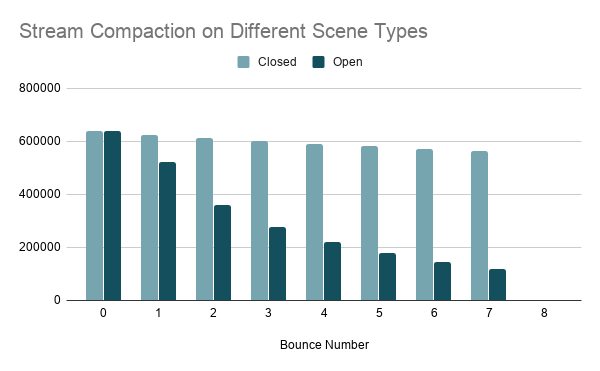 Stream Compaction on Different Scene Types
Closed Open
800000
600000
400000
200000
0
0 1 2 3 4 5 6 7 8
Bounce Number